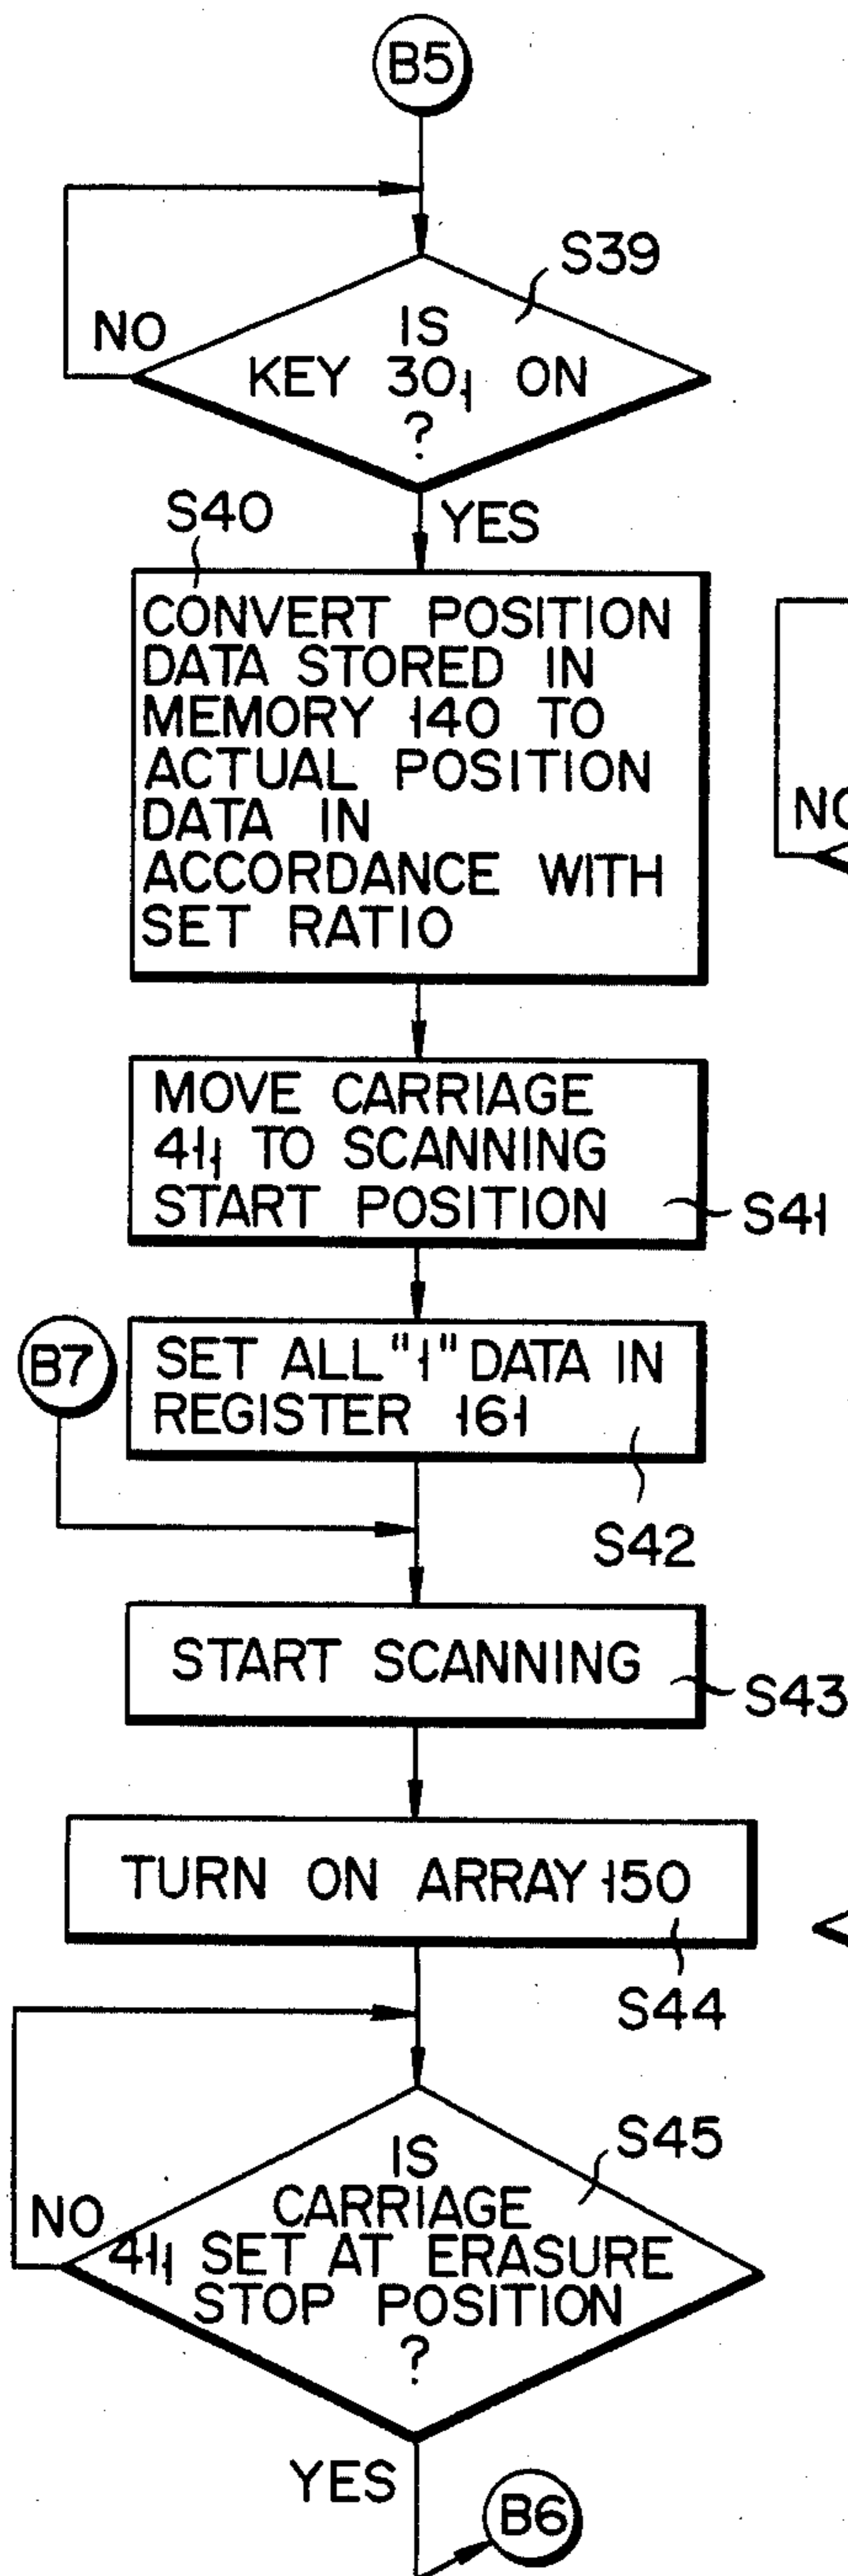 B5
S39
NO
IS
KEY 30₁ ON
?
S40
YES
CONVERT POSITION
DATA STORED IN
MEMORY 140 TO
ACTUAL POSITION
DATA IN
ACCORDANCE WITH
SET RATIO
NO
MOVE CARRIAGE
41₁ TO SCANNING
START POSITION
S41
B7
SET ALL "1" DATA IN
REGISTER 161
S42
START SCANNING
S43
TURN ON ARRAY 150
S44
S45
NO
IS
CARRIAGE
41₁ SET AT ERASURE
STOP POSITION
?
YES
B6